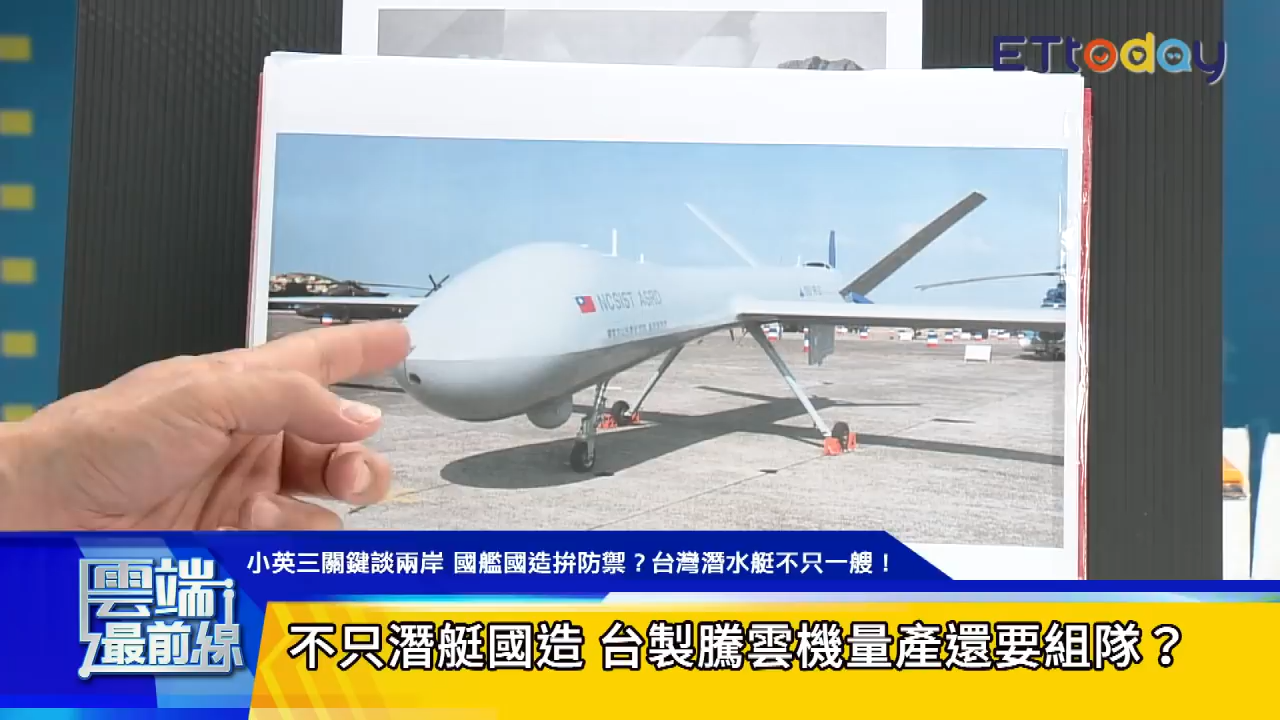 ETtoday
NCSIST ASRD
小英三關鍵談兩岸 國艦國造拚防禦？台灣潛水艇不只一艘！
雲端
最前線
不只潛艇國造 台製騰雲機量產還要組隊？